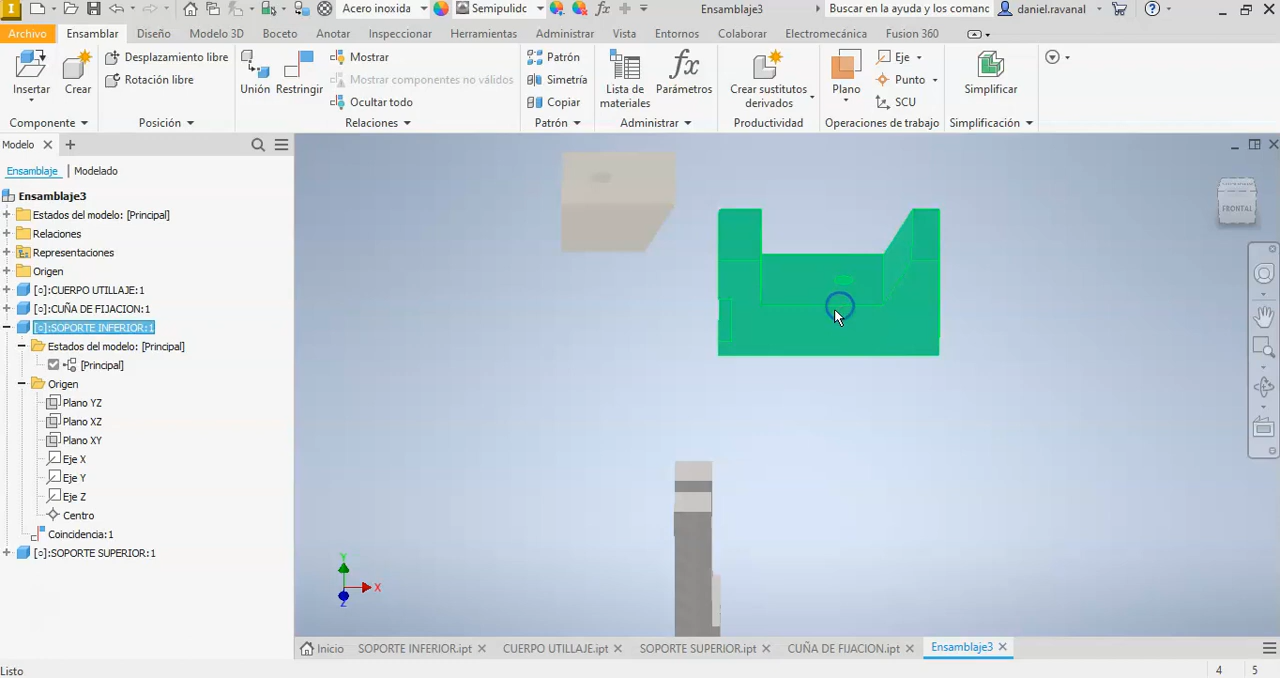 Acero inoxida
Semipulidc
fx
Ensamblaje3
Buscar en la ayuda y los comanc
daniel.ravanal
Archivo
Ensamblar
Diseño
Modelo 3D
Boceto
Anotar
Inspeccionar
Herramientas
Administrar
Vista
Entornos
Colaborar
Electromecánica
Fusion 360
Insertar
Crear
Componente
Desplazamiento libre
Rotación libre
Posición
Unión
Restringir
Mostrar
Mostrar componentes no válidos
Ocultar todo
Relaciones
Patrón
Simetría
Copiar
Patrón
Lista de
materiales
fx
Parámetros
Administrar
Crear sustitutos
derivados
Productividad
Plano
Eje
Punto
SCU
Operaciones de trabajo
Simplificar
Simplificación
Modelo
Ensamblaje
Modelado
Ensamblaje3
Estados del modelo: [Principal]
Relaciones
Representaciones
Origen
[○]:CUERPO UTILLAJE:1
[○]:CUÑA DE FIJACION:1
[○]:SOPORTE INFERIOR:1
Estados del modelo: [Principal]
[Principal]
Origen
Plano YZ
Plano XZ
Plano XY
Eje X
Eje Y
Eje Z
Centro
Coincidencia:1
[○]:SOPORTE SUPERIOR:1
FRONTAL
Y
X
Z
Inicio
SOPORTE INFERIOR.ipt
CUERPO UTILLAJE.ipt
SOPORTE SUPERIOR.ipt
CUÑA DE FIJACION.ipt
Ensamblaje3
Listo
4
5